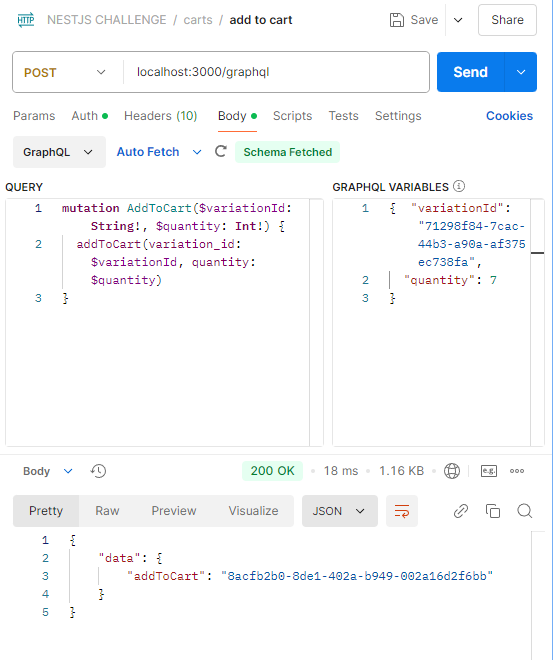 HTTP NESTJS CHALLENGE / carts / add to cart Save Share
POST localhost:3000/graphql Send
Params Auth Headers (10) Body Scripts Tests Settings Cookies
GraphQL Auto Fetch Schema Fetched
QUERY
1 mutation AddToCart($variationId:
String!, $quantity: Int!) {
2 addToCart(variation_id:
$variationId, quantity:
$quantity)
3 }
GRAPHQL VARIABLES
1 { "variationId":
"71298f84-7cac-
44b3-a90a-af375
ec738fa",
2 "quantity": 7
3 }
Body 200 OK 18 ms 1.16 KB e.g.
Pretty Raw Preview Visualize JSON
1 {
2 "data": {
3 "addToCart": "8acfb2b0-8de1-402a-b949-002a16d2f6bb"
4 }
5 }